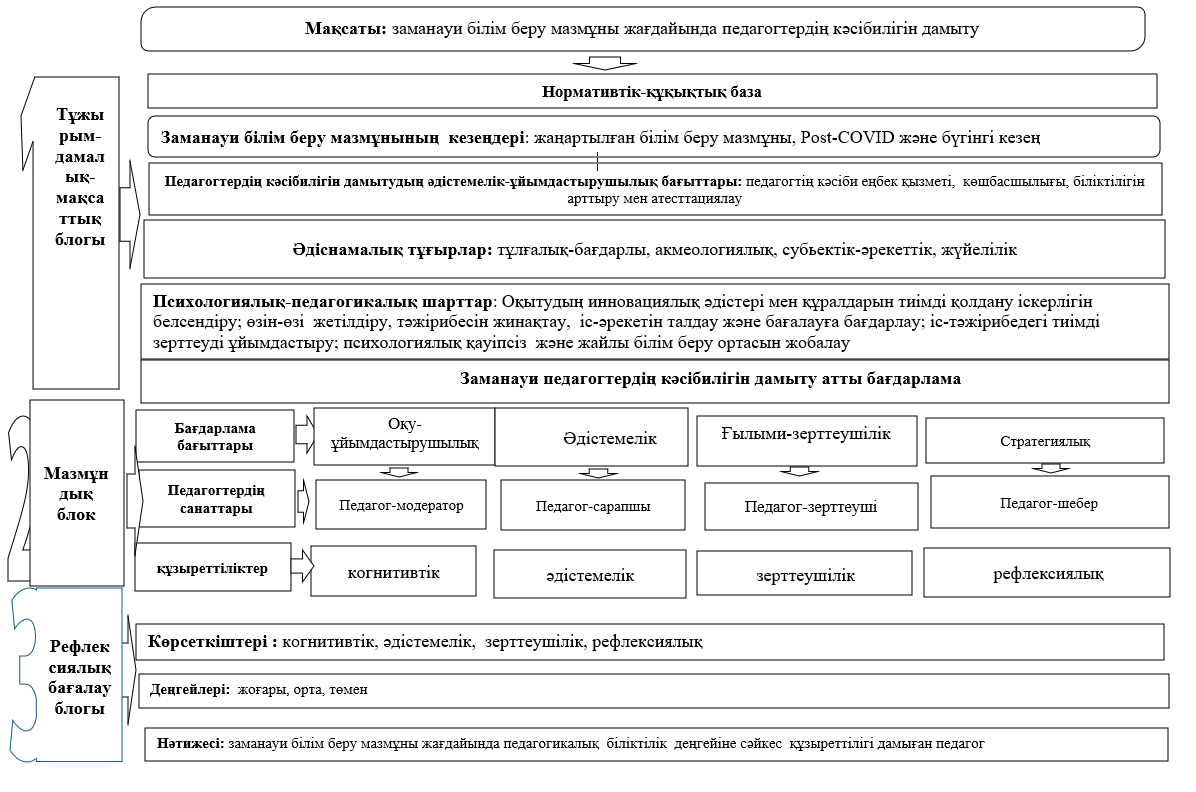 Мақсаты: заманауи білім беру мазмұны жағдайында педагогтердің кәсібилігін дамыту
1
Тұжы
рым-
дамал
ық-
мақса
ттық
блогы
Нормативтік-құқықтық база
Заманауи білім беру мазмұнының кезеңдері: жаңартылған білім беру мазмұны, Post-COVID және бүгінгі кезең
Педагогтердің кәсібилігін дамытудың әдістемелік-ұйымдастырушылық бағыттары: педагогтің кәсіби еңбек қызметі, көшбасшылығы, біліктілігін
арттыру мен атесттациялау
Әдіснамалық тұғырлар: тұлғалық-бағдарлы, акмеологиялық, субьектік-әрекеттік, жүйелілік
Психологиялық-педагогикалық шарттар: Оқытудың инновациялық әдістері мен құралдарын тиімді қолдану іскерлігін
белсендіру; өзін-өзі жетілдіру, тәжірибесін жинақтау, іс-әрекетін талдау және бағалауға бағдарлау; іс-тәжірибедегі тиімді
зерттеуді ұйымдастыру; психологиялық қауіпсіз және жайлы білім беру ортасын жобалау
Заманауи педагогтердің кәсібилігін дамыту атты бағдарлама
2
Мазмұн
дық
блок
Бағдарлама
бағыттары
Оқу-
ұйымдастырушылық
Әдістемелік
Ғылыми-зерттеушілік
Стратегиялық
Педагогтердің
санаттары
Педагог-модератор
Педагог-сарапшы
Педагог-зерттеуші
Педагог-шебер
құзыреттіліктер
когнитивтік
әдістемелік
зерттеушілік
рефлексиялық
3
Рефлек
сиялық
бағалау
блогы
Көрсеткіштері : когнитивтік, әдістемелік, зерттеушілік, рефлексиялық
Деңгейлері: жоғары, орта, төмен
Нәтижесі: заманауи білім беру мазмұны жағдайында педагогикалық біліктілік деңгейіне сәйкес құзыреттілігі дамыған педагог